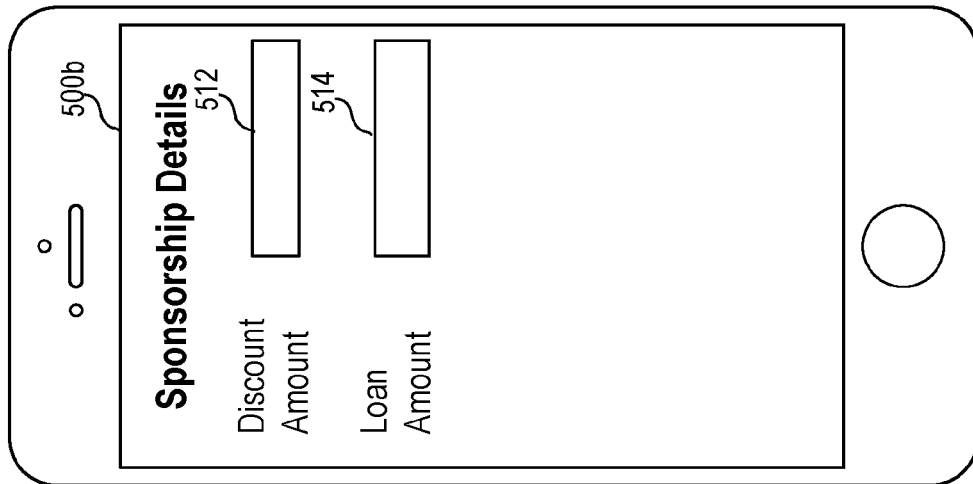 500b
Sponsorship Details
512
Discount
Amount
514
Loan
Amount